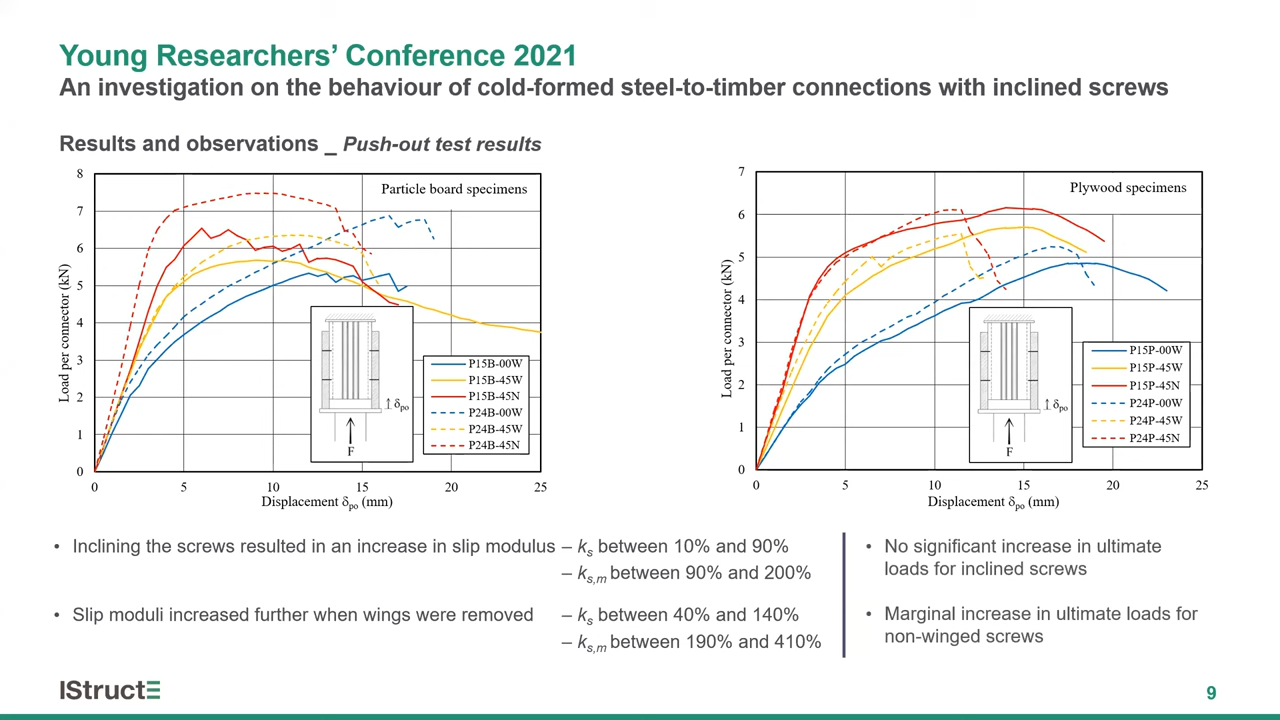 Young Researchers’ Conference 2021
An investigation on the behaviour of cold-formed steel-to-timber connections with inclined screws
Results and observations _ Push-out test results
8
7
6
5
4
3
2
1
0
Load per connector (kN)
Particle board specimens
δpo
F
P15B-00W
P15B-45W
P15B-45N
P24B-00W
P24B-45W
P24B-45N
0 5 10 15 20 25
Displacement δpo (mm)
7
6
5
4
3
2
1
0
Load per connector (kN)
Plywood specimens
δpo
F
P15P-00W
P15P-45W
P15P-45N
P24P-00W
P24P-45W
P24P-45N
0 5 10 15 20 25
Displacement δpo (mm)
• Inclining the screws resulted in an increase in slip modulus – ks between 10% and 90%
– ks,m between 90% and 200%
• Slip moduli increased further when wings were removed – ks between 40% and 140%
– ks,m between 190% and 410%
• No significant increase in ultimate
loads for inclined screws
• Marginal increase in ultimate loads for
non-winged screws
IStructE
9